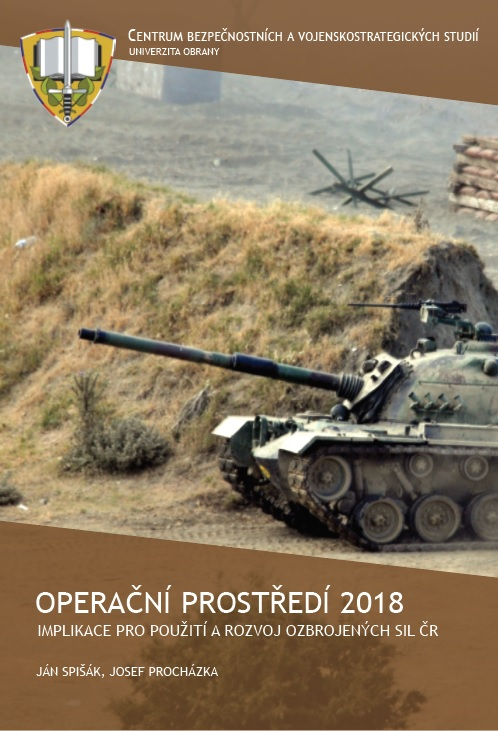 CENTRUM BEZPEČNOSTNÍCH A VOJENSKOSTRATEGICKÝCH STUDIÍ
UNIVERZITA OBRANY
OPERAČNÍ PROSTŘEDÍ 2018
IMPLIKACE PRO POUŽITÍ A ROZVOJ OZBROJENÝCH SIL ČR
JÁN SPIŠÁK, JOSEF PROCHÁZKA